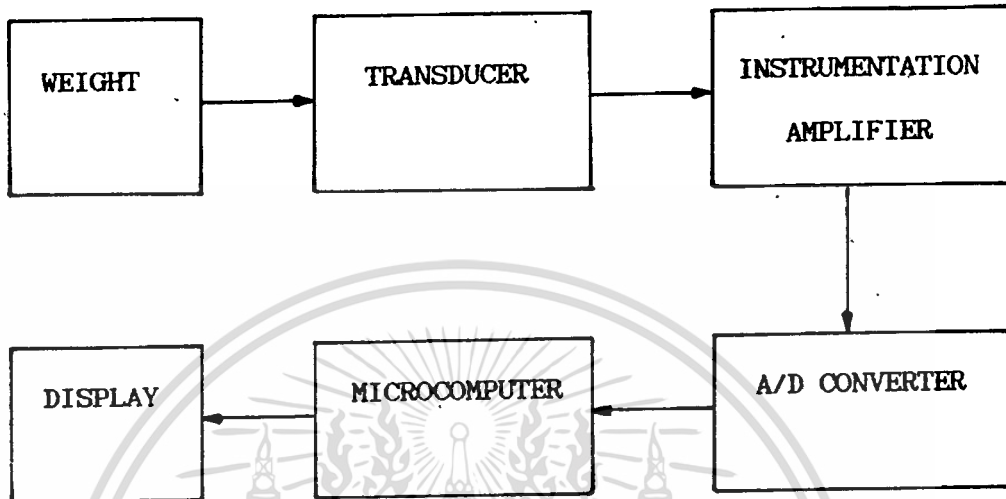 WEIGHT
TRANSDUCER
INSTRUMENTATION
AMPLIFIER
A/D CONVERTER
MICROCOMPUTER
DISPLAY